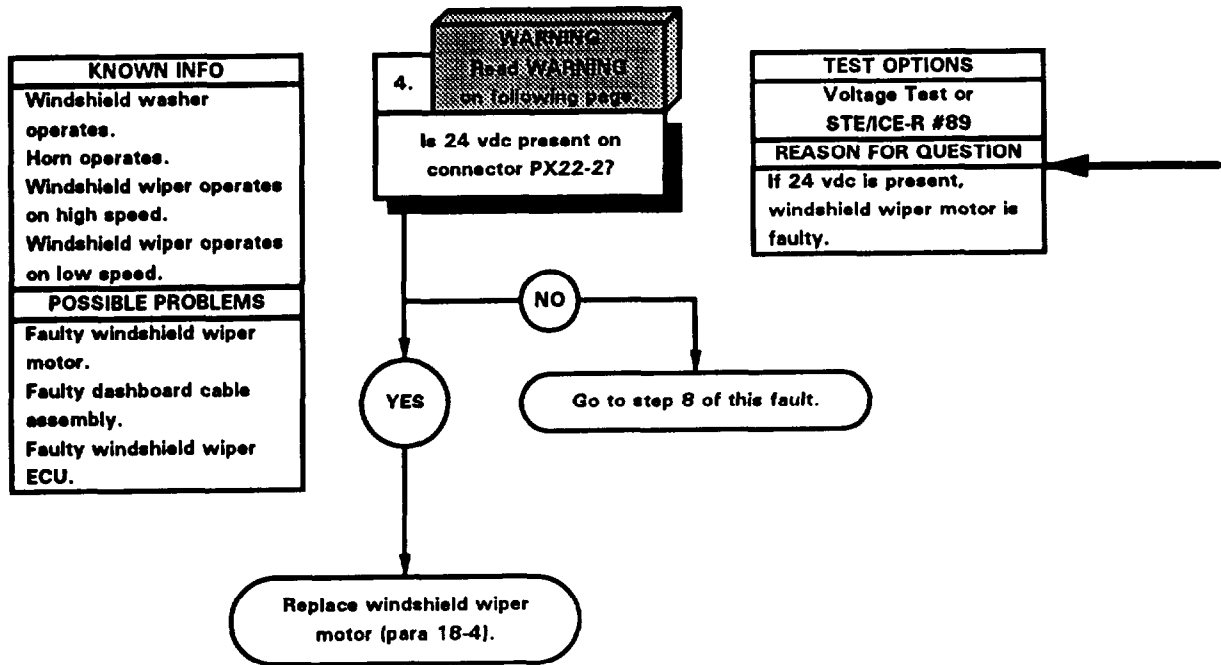 KNOWN INFO
Windshield washer
operates.
Horn operates.
Windshield wiper operates
on high speed.
Windshield wiper operates
on low speed.
POSSIBLE PROBLEMS
Faulty windshield wiper
motor.
Faulty dashboard cable
assembly.
Faulty windshield wiper
ECU.
WARNING
Read WARNING
on following page.
4.
Is 24 vdc present on
connector PX22-2?
TEST OPTIONS
Voltage Test or
STE/ICE-R #89
REASON FOR QUESTION
If 24 vdc is present,
windshield wiper motor is
faulty.
NO
YES
Go to step 8 of this fault.
Replace windshield wiper
motor (para 18-4).